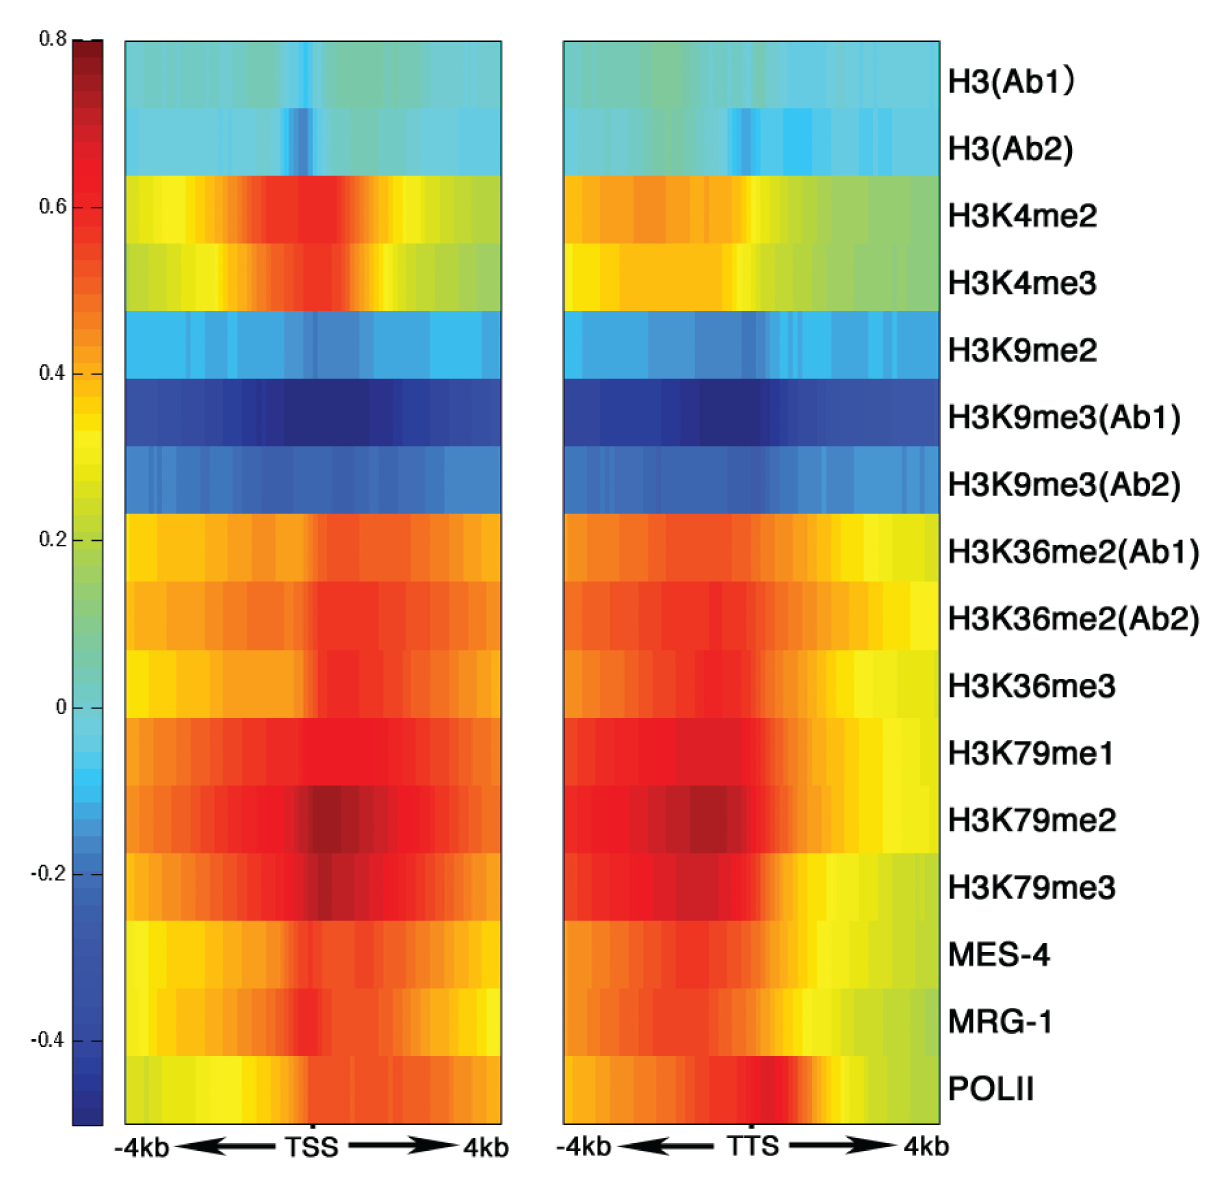 0.8
0.6
0.4
0.2
0
-0.2
-0.4
H3(Ab1)
H3(Ab2)
H3K4me2
H3K4me3
H3K9me2
H3K9me3(Ab1)
H3K9me3(Ab2)
H3K36me2(Ab1)
H3K36me2(Ab2)
H3K36me3
H3K79me1
H3K79me2
H3K79me3
MES-4
MRG-1
POLII
-4kb TSS 4kb
-4kb TTS 4kb